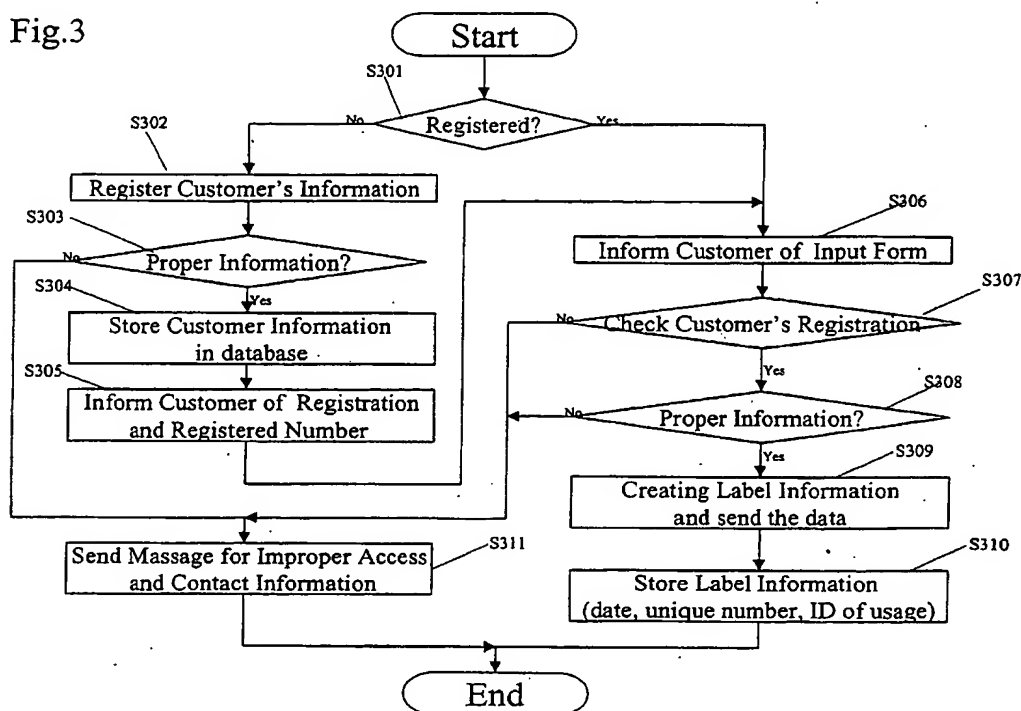 Fig.3
Start
S301
Registered?
No
Yes
S302
Register Customer's Information
S303
Proper Information?
No
Yes
S304
Store Customer Information
in database
S305
Inform Customer of Registration
and Registered Number
S306
Inform Customer of Input Form
S307
Check Customer's Registration
No
Yes
S308
Proper Information?
No
Yes
S309
Creating Label Information
and send the data
S310
Store Label Information
(date, unique number, ID of usage)
S311
Send Massage for Improper Access
and Contact Information
End